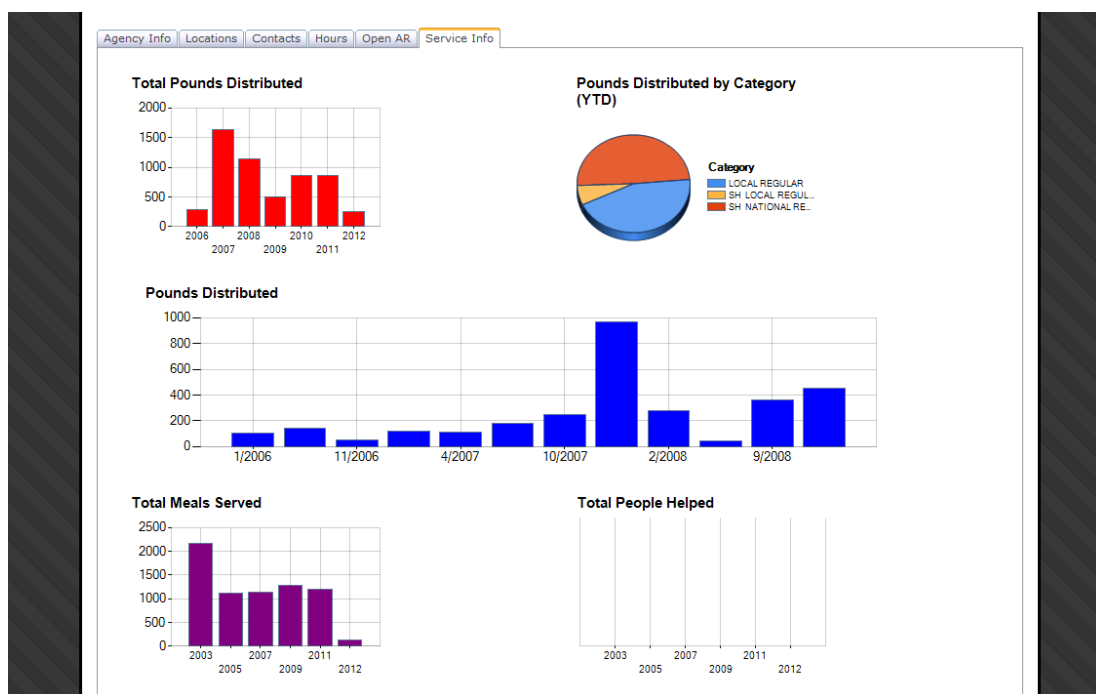 Agency Info Locations Contacts Hours Open AR Service Info
Total Pounds Distributed
2000
1500
1000
500
0
2006 2008 2010 2012
2007 2009 2011
Pounds Distributed by Category
(YTD)
Category
LOCAL REGULAR
SH LOCAL REGUL...
SH NATIONAL RE...
Pounds Distributed
1000
800
600
400
200
0
1/2006 11/2006 4/2007 10/2007 2/2008 9/2008
Total Meals Served
2500
2000
1500
1000
500
0
2003 2007 2011
2005 2009 2012
Total People Helped
2003 2007 2011
2005 2009 2012